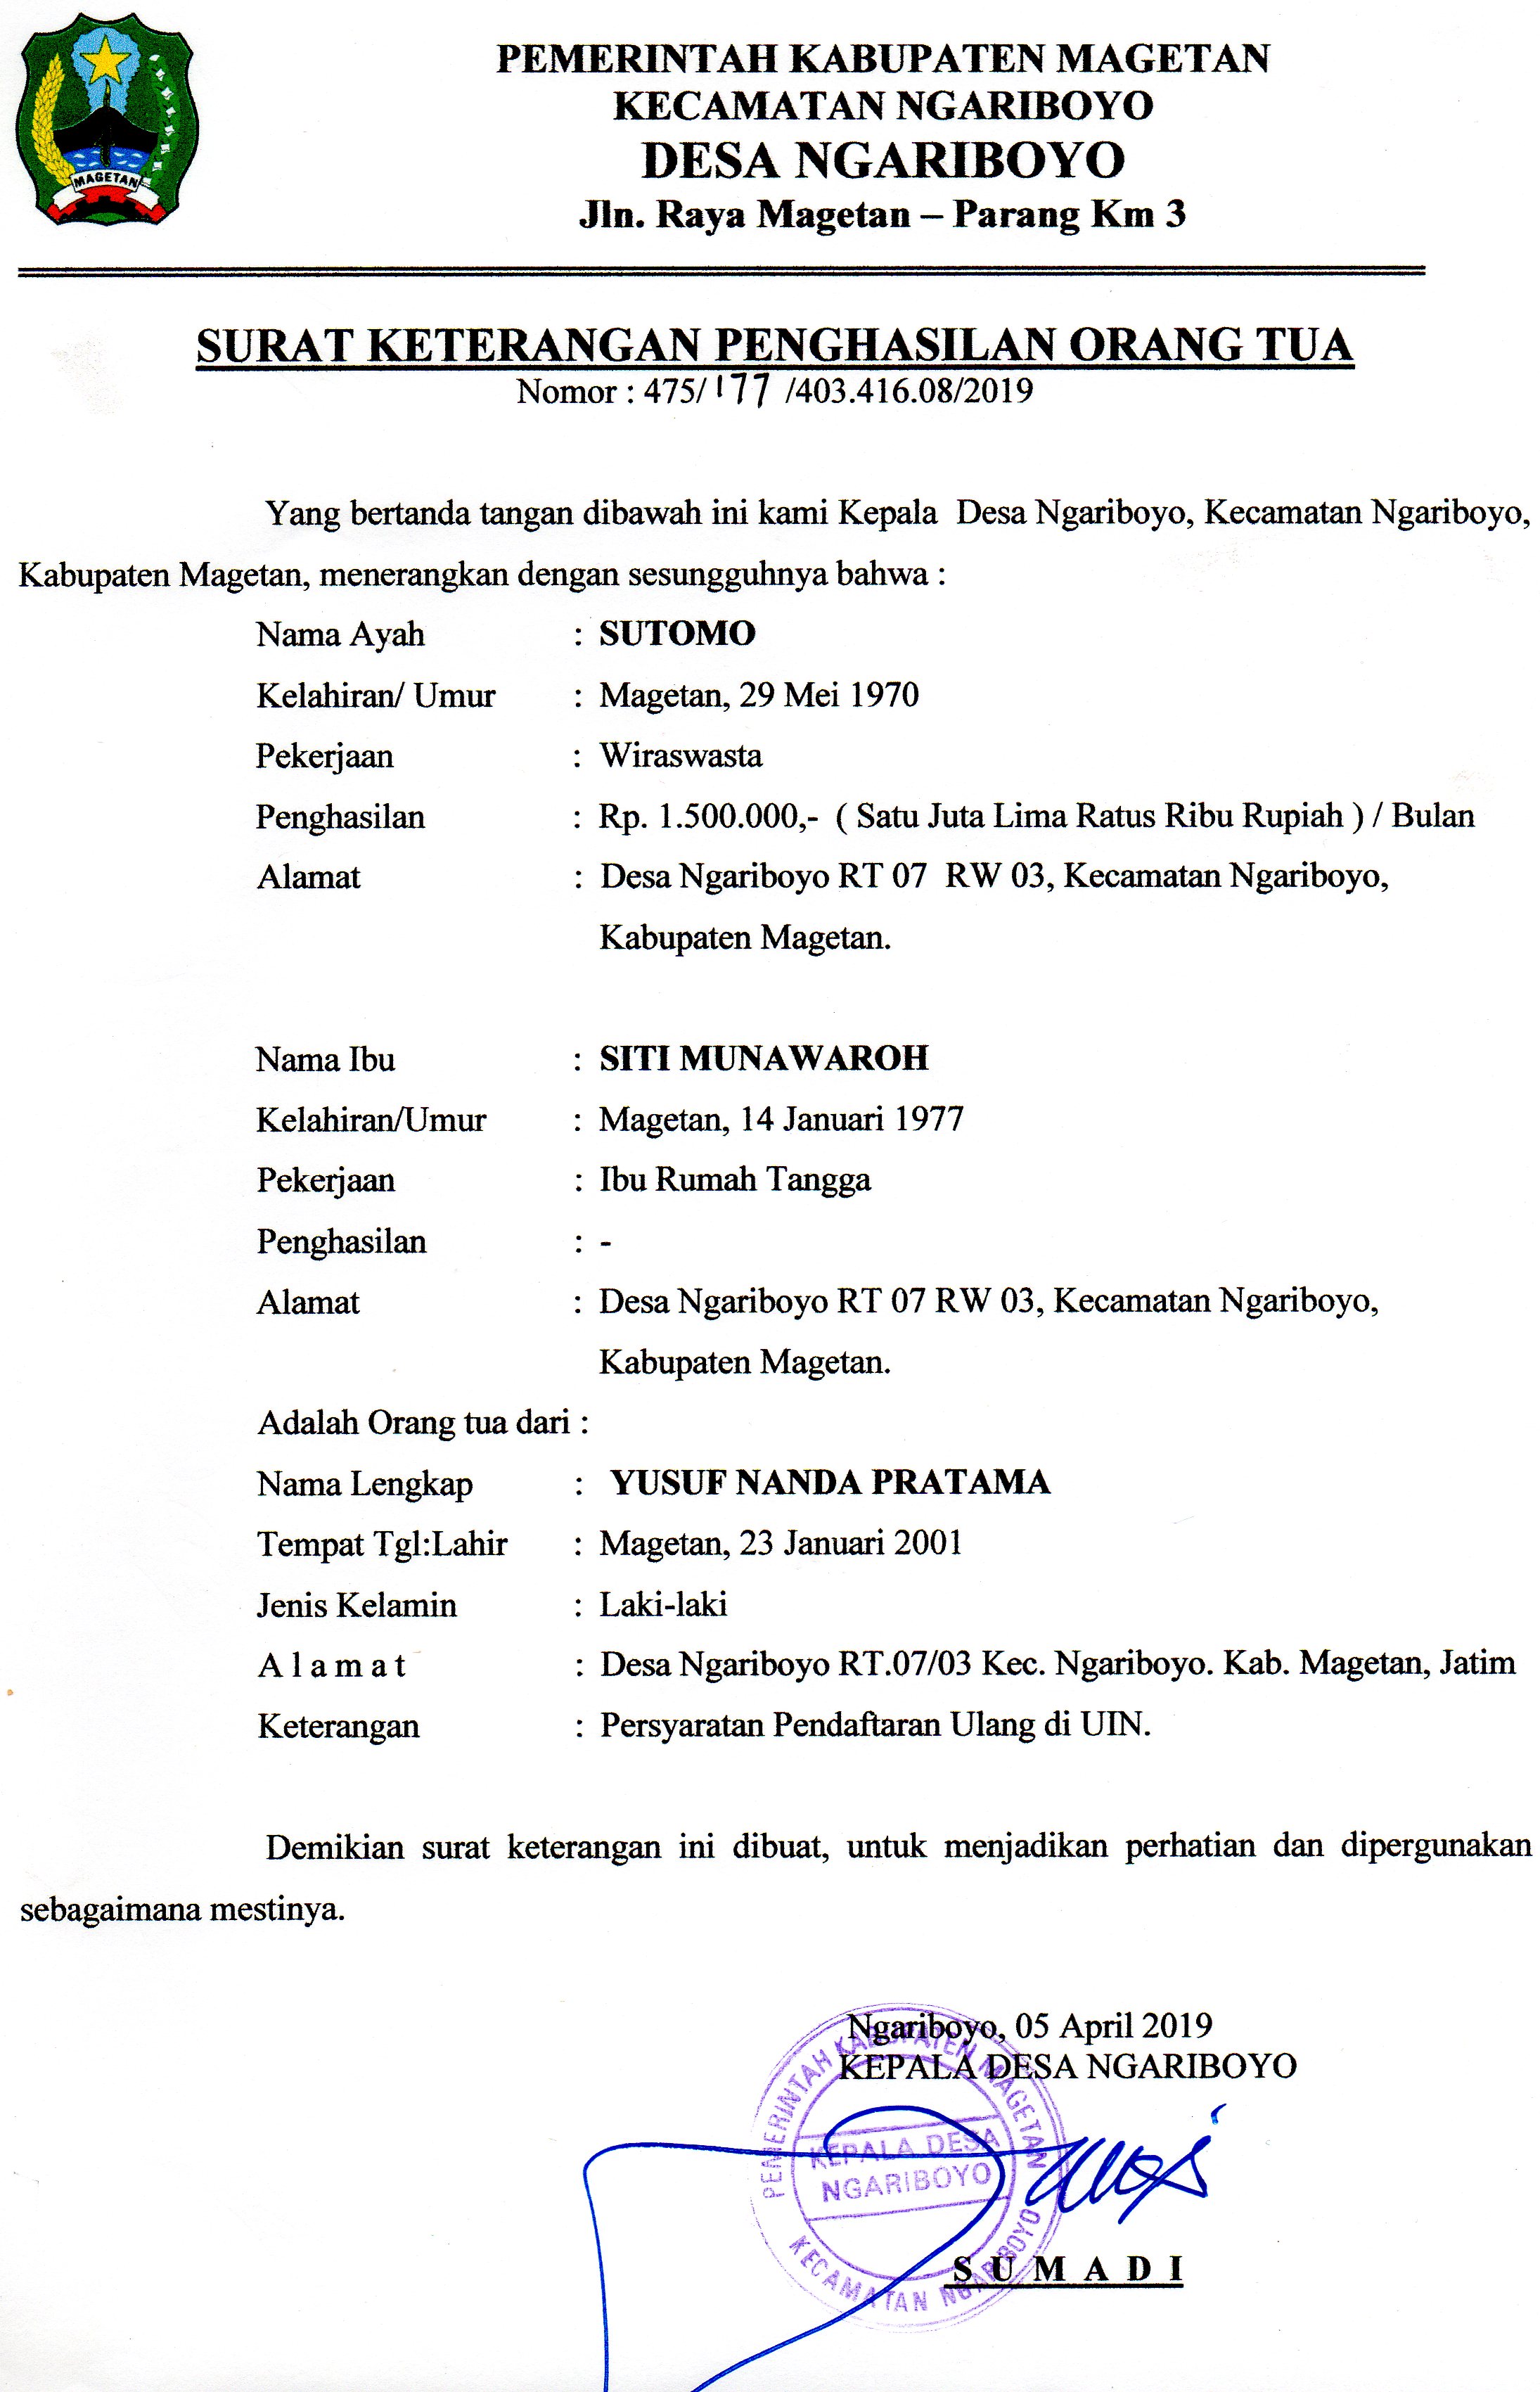 MAGETAN
PEMERINTAH KABUPATEN MAGETAN
KECAMATAN NGARIBOYO
DESA NGARIBOYO
Jln. Raya Magetan – Parang Km 3
SURAT KETERANGAN PENGHASILAN ORANG TUA
Nomor : 475/ 177 /403.416.08/2019
Yang bertanda tangan dibawah ini kami Kepala Desa Ngariboyo, Kecamatan Ngariboyo,
Kabupaten Magetan, menerangkan dengan sesungguhnya bahwa :
Nama Ayah : SUTOMO
Kelahiran/ Umur : Magetan, 29 Mei 1970
Pekerjaan : Wiraswasta
Penghasilan : Rp. 1.500.000,- ( Satu Juta Lima Ratus Ribu Rupiah ) / Bulan
Alamat : Desa Ngariboyo RT 07 RW 03, Kecamatan Ngariboyo,
Kabupaten Magetan.
Nama Ibu : SITI MUNAWAROH
Kelahiran/Umur : Magetan, 14 Januari 1977
Pekerjaan : Ibu Rumah Tangga
Penghasilan : -
Alamat : Desa Ngariboyo RT 07 RW 03, Kecamatan Ngariboyo,
Kabupaten Magetan.
Adalah Orang tua dari :
Nama Lengkap : YUSUF NANDA PRATAMA
Tempat Tgl:Lahir : Magetan, 23 Januari 2001
Jenis Kelamin : Laki-laki
A l a m a t : Desa Ngariboyo RT.07/03 Kec. Ngariboyo. Kab. Magetan, Jatim
Keterangan : Persyaratan Pendaftaran Ulang di UIN.
Demikian surat keterangan ini dibuat, untuk menjadikan perhatian dan dipergunakan
sebagaimana mestinya.
Ngariboyo, 05 April 2019
KEPALA DESA NGARIBOYO
PEMERINTAH KABUPATEN MAGETAN
KEPALA DESA
NGARIBOYO
KECAMATAN NGARIBOYO
S U M A D I